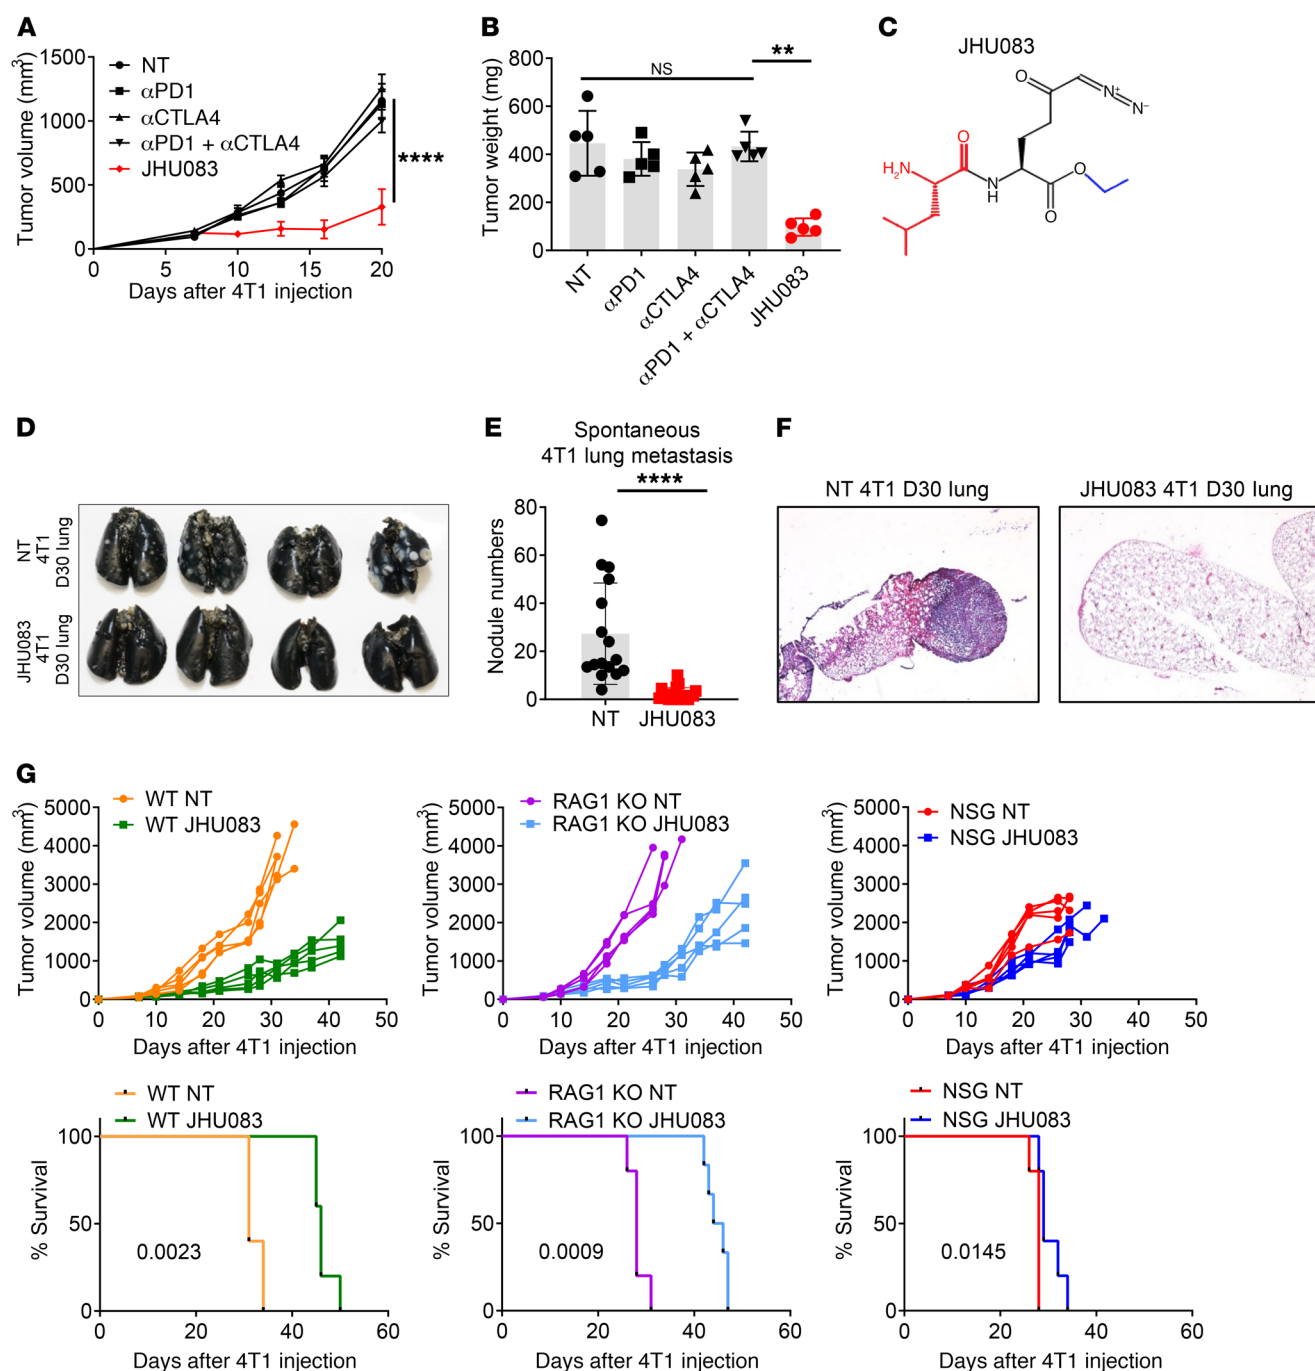 A
Tumor volume (mm³)
1500
1000
500
0
NT
αPD1
αCTLA4
αPD1 + αCTLA4
JHU083
****
0 5 10 15 20
Days after 4T1 injection
B
Tumor weight (mg)
800
600
400
200
0
NS
**
NT
αPD1
αCTLA4
αPD1 + αCTLA4
JHU083
C
JHU083
O
N⁺
N⁻
O
H₂N
N
H
O
O
D
NT
4T1
D30 lung
JHU083
4T1
D30 lung
E
Spontaneous
4T1 lung metastasis
****
Nodule numbers
80
60
40
20
0
NT JHU083
F
NT 4T1 D30 lung
JHU083 4T1 D30 lung
G
WT NT
WT JHU083
Tumor volume (mm³)
5000
4000
3000
2000
1000
0
0 10 20 30 40 50
Days after 4T1 injection
RAG1 KO NT
RAG1 KO JHU083
Tumor volume (mm³)
5000
4000
3000
2000
1000
0
0 10 20 30 40 50
Days after 4T1 injection
NSG NT
NSG JHU083
Tumor volume (mm³)
5000
4000
3000
2000
1000
0
0 10 20 30 40 50
Days after 4T1 injection
WT NT
WT JHU083
% Survival
100
50
0
0.0023
0 20 40 60
Days after 4T1 injection
RAG1 KO NT
RAG1 KO JHU083
% Survival
100
50
0
0.0009
0 20 40 60
Days after 4T1 injection
NSG NT
NSG JHU083
% Survival
100
50
0
0.0145
0 20 40 60
Days after 4T1 injection